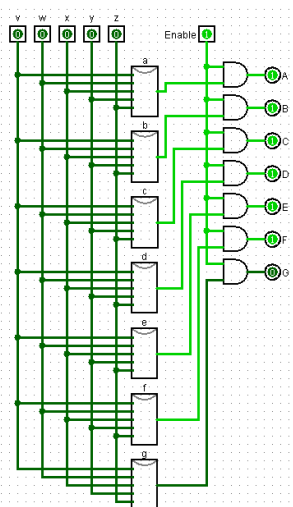 v w x y z
0 0 0 0 0 Enable 1
a
1 A
b
1 B
c
1 C
d
1 D
e
1 E
f
1 F
g
0 G